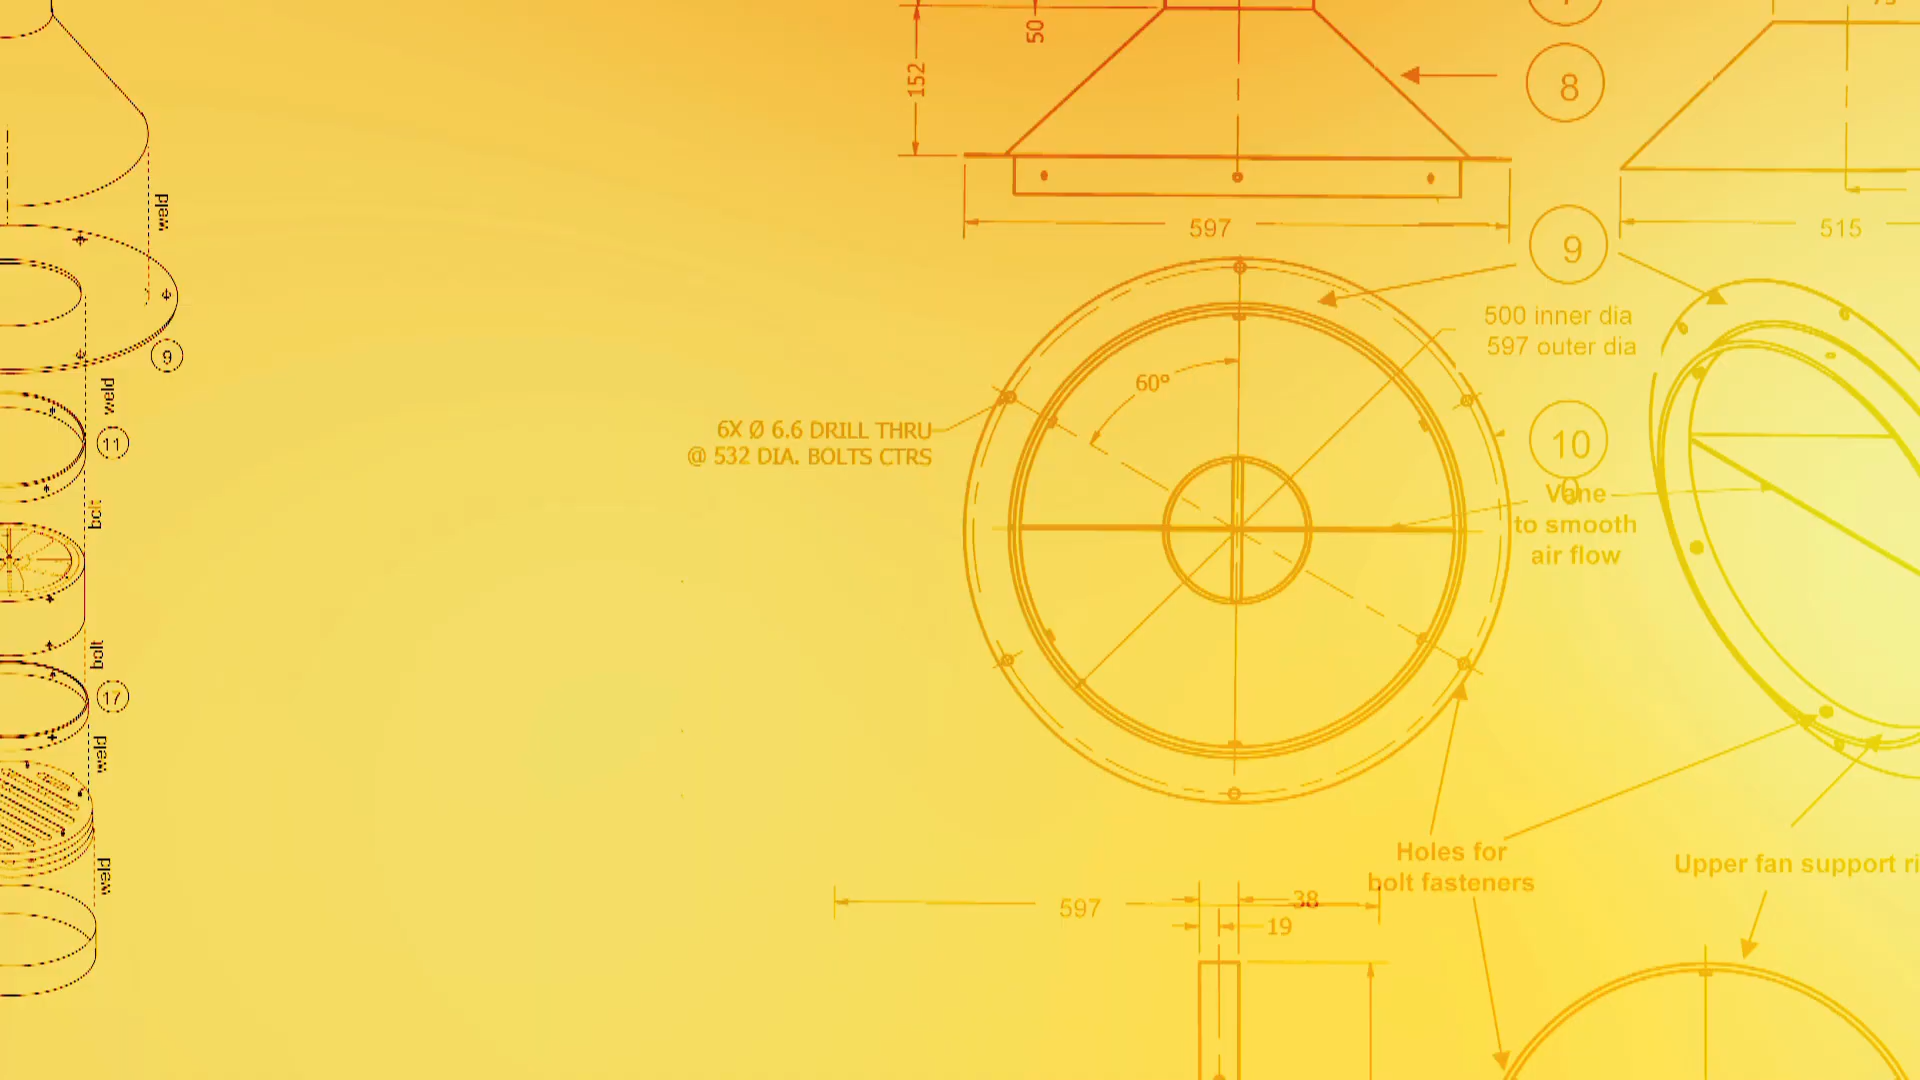 50
152
8
597
515
9
500 inner dia
597 outer dia
60º
6X Ø 6.6 DRILL THRU
@ 532 DIA. BOLTS CTRS
10
0
Vane
to smooth
air flow
Holes for
bolt fasteners
Upper fan support ri
597
38
19
weld
9
weld
11
bolt
bolt
17
weld
weld